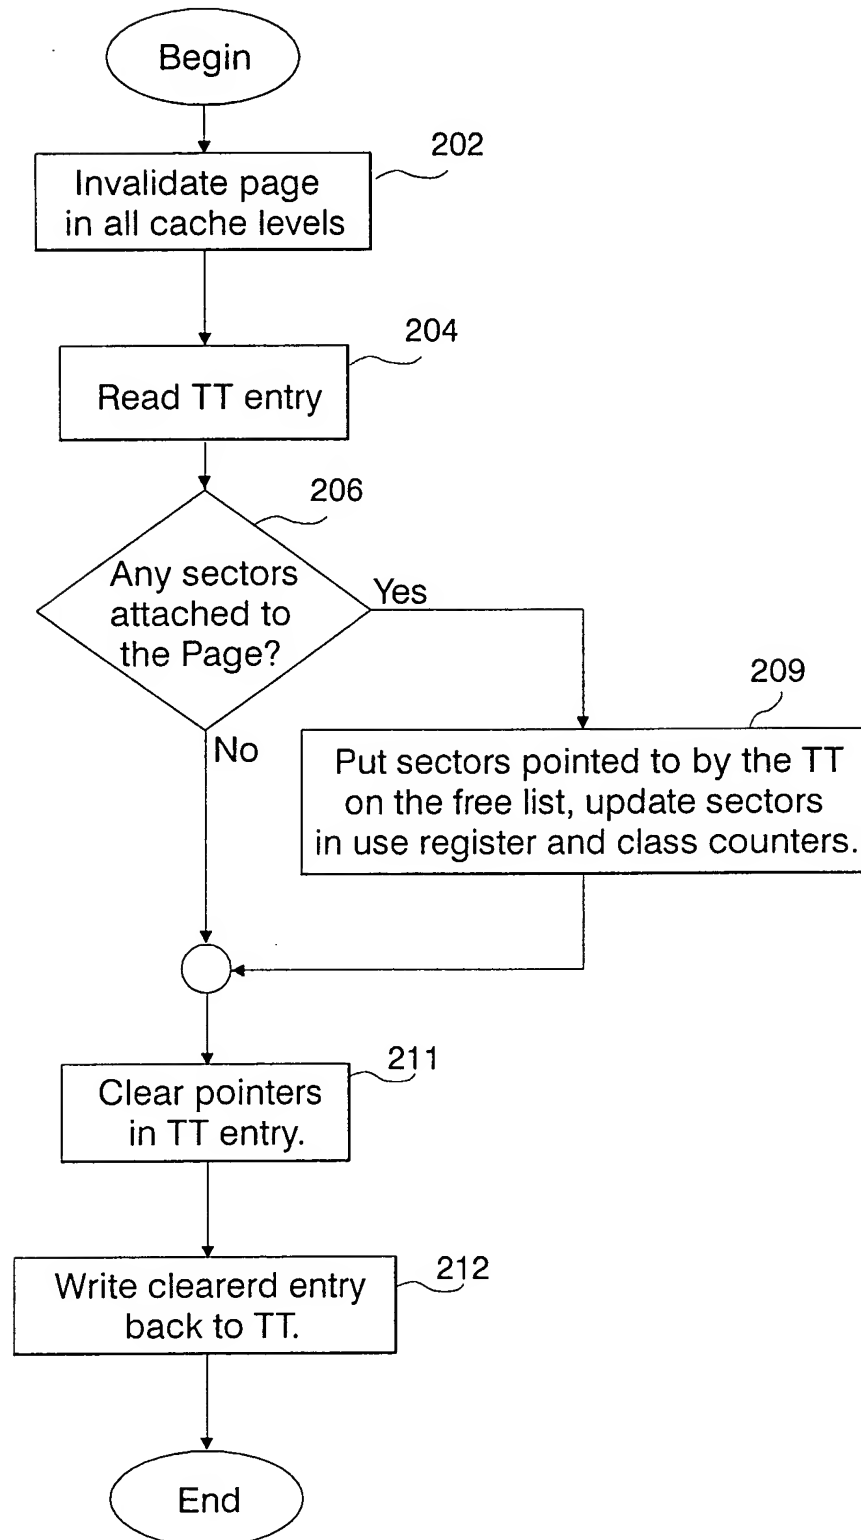 Begin
202
Invalidate page
in all cache levels
204
Read TT entry
206
Any sectors
attached to
the Page?
Yes
No
209
Put sectors pointed to by the TT
on the free list, update sectors
in use register and class counters.
211
Clear pointers
in TT entry.
212
Write clearerd entry
back to TT.
End